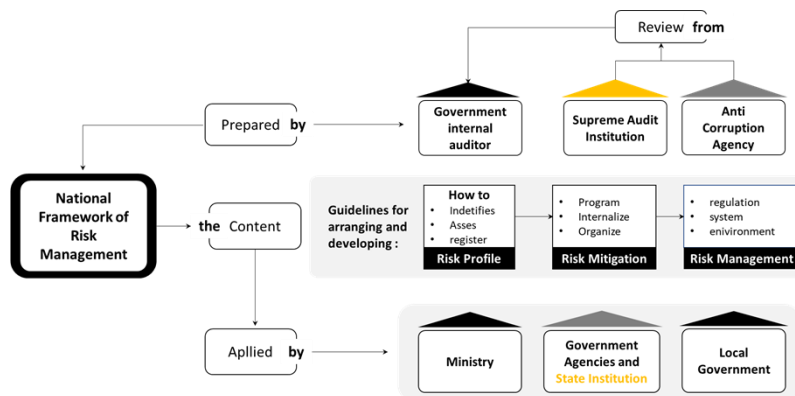 Review from
Government
internal
auditor
Supreme Audit
Institution
Anti
Corruption
Agency
Prepared by
National
Framework of
Risk
Management
the Content
Guidelines for
arranging and
developing :
How to
• Indetifies
• Asses
• register
Risk Profile
• Program
• Internalize
• Organize
Risk Mitigation
• regulation
• system
• enivironment
Risk Management
Apllied by
Ministry
Government
Agencies and
State Institution
Local
Government